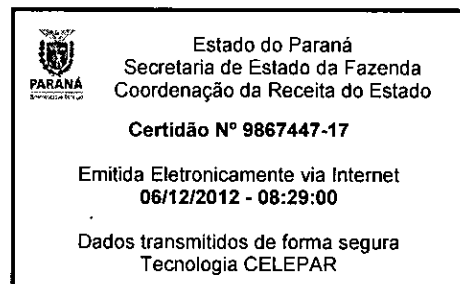 Estado do Paraná
Secretaria de Estado da Fazenda
PARANÁ
Coordenação da Receita do Estado
Certidão Nº 9867447-17
Emitida Eletronicamente via Internet
06/12/2012 - 08:29:00
Dados transmitidos de forma segura
Tecnologia CELEPAR